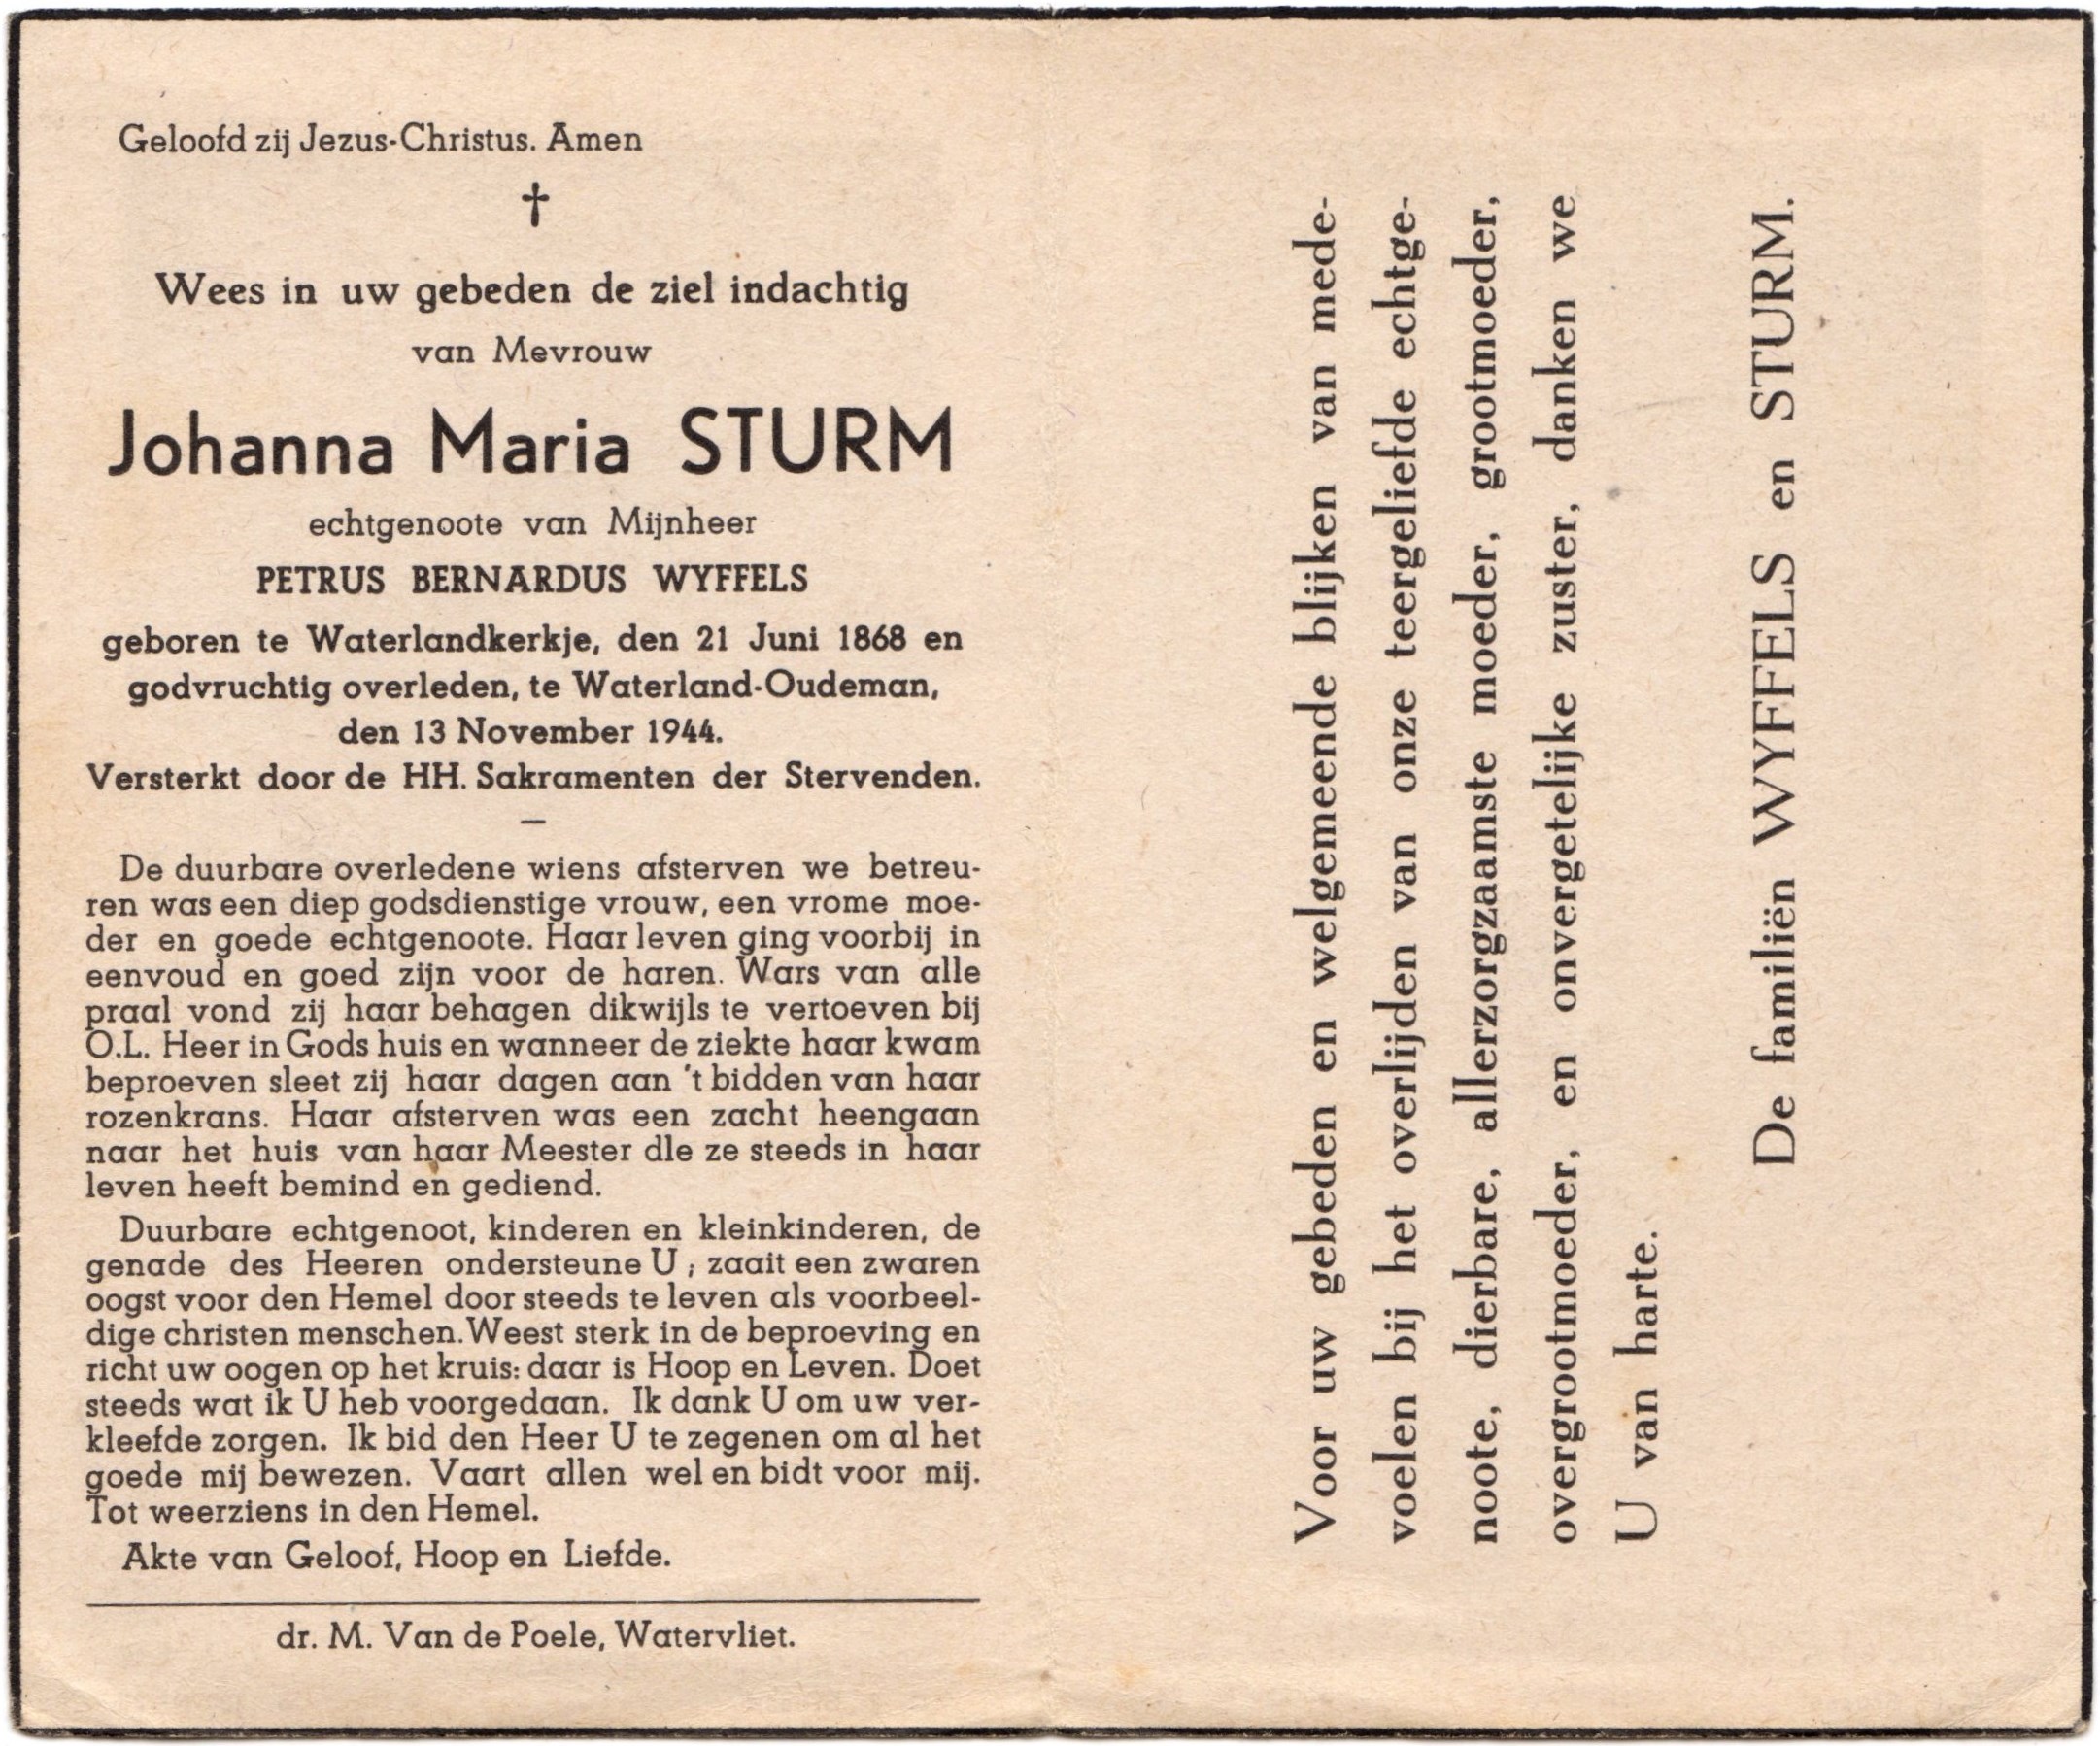 Geloofd zij Jezus-Christus. Amen
†
Wees in uw gebeden de ziel indachtig
van Mevrouw
Johanna Maria STURM
echtgenoote van Mijnheer
PETRUS BERNARDUS WYFFELS
geboren te Waterlandkerkje, den 21 Juni 1868 en
godvruchtig overleden, te Waterland-Oudeman,
den 13 November 1944.
Versterkt door de HH. Sakramenten der Stervenden.
—
De duurbare overledene wiens afsterven we betreu-
ren was een diep godsdienstige vrouw, een vrome moe-
der en goede echtgenoote. Haar leven ging voorbij in
eenvoud en goed zijn voor de haren. Wars van alle
praal vond zij haar behagen dikwijls te vertoeven bij
O.L. Heer in Gods huis en wanneer de ziekte haar kwam
beproeven sleet zij haar dagen aan 't bidden van haar
rozenkrans. Haar afsterven was een zacht heengaan
naar het huis van haar Meester dle ze steeds in haar
leven heeft bemind en gediend.
Duurbare echtgenoot, kinderen en kleinkinderen, de
genade des Heeren ondersteune U ; zaait een zwaren
oogst voor den Hemel door steeds te leven als voorbeel-
dige christen menschen. Weest sterk in de beproeving en
richt uw oogen op het kruis: daar is Hoop en Leven. Doet
steeds wat ik U heb voorgedaan. Ik dank U om uw ver-
kleefde zorgen. Ik bid den Heer U te zegenen om al het
goede mij bewezen. Vaart allen wel en bidt voor mij.
Tot weerziens in den Hemel.
Akte van Geloof, Hoop en Liefde.
dr. M. Van de Poele, Watervliet.
Voor uw gebeden en welgemeende blijken van mede-
voelen bij het overlijden van onze teergeliefde echtge-
noote, dierbare, allerzorgzaamste moeder, grootmoeder,
overgrootmoeder, en onvergetelijke zuster, danken we
U van harte.
De familiën WYFFELS en STURM.